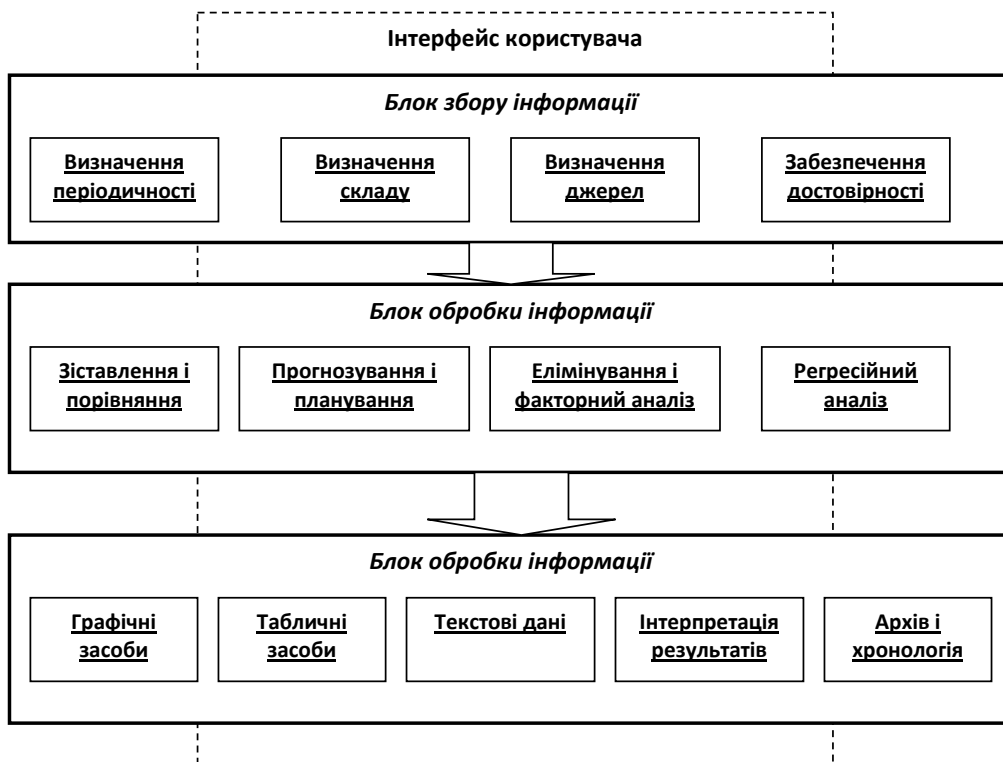 Інтерфейс користувача
Блок збору інформації
Визначення
періодичності
Визначення
складу
Визначення
джерел
Забезпечення
достовірності
Блок обробки інформації
Зіставлення і
порівняння
Прогнозування і
планування
Елімінування і
факторний аналіз
Регресійний
аналіз
Блок обробки інформації
Графічні
засоби
Табличні
засоби
Текстові дані
Інтерпретація
результатів
Архів і
хронологія